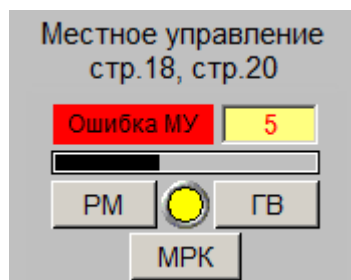 Местное управление
стр.18, стр.20
Ошибка МУ 5
РМ ГВ
МРК